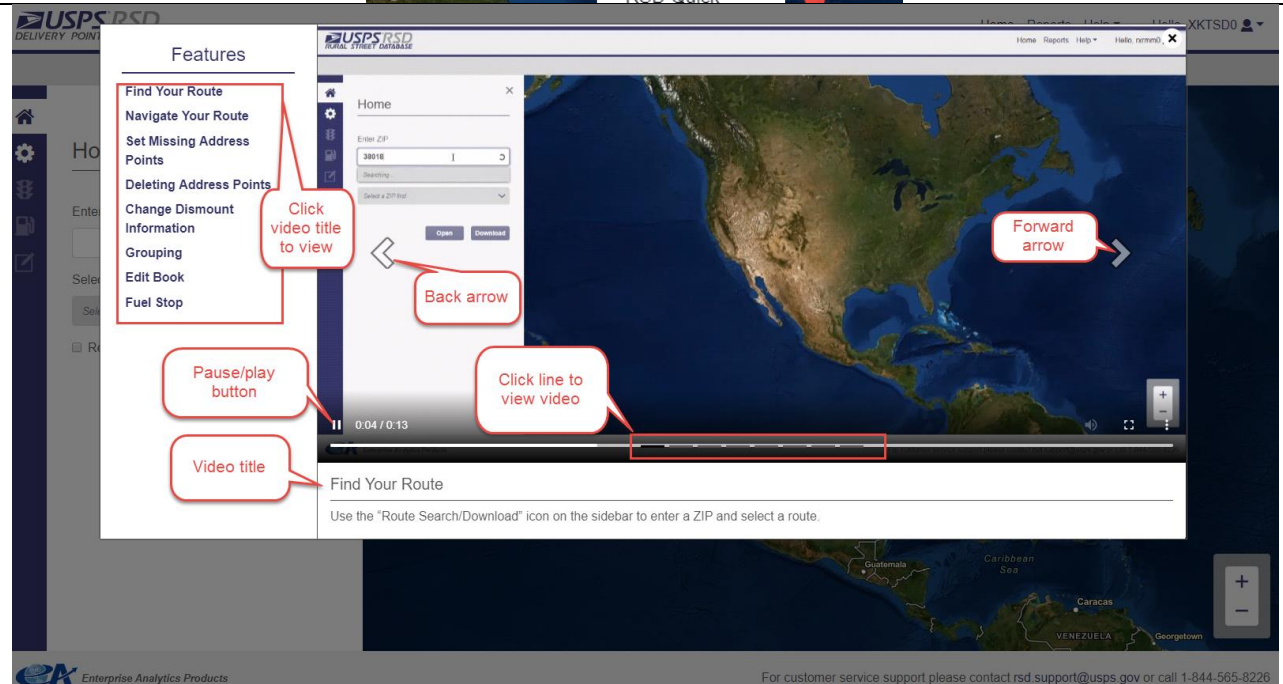 RSD Quick
USPS RSD
DELIVERY POINT
Home Reports Help Hello, XKTSD0
Features
Find Your Route
Navigate Your Route
Set Missing Address
Points
Deleting Address Points
Change Dismount
Information
Grouping
Edit Book
Fuel Stop
Click
video title
to view
USPS RSD
RURAL STREET DATABASE
Home Reports Help Hello,
Home
Enter ZIP
38018
Searching...
Select a ZIP first
Open Download
Back arrow
Forward
arrow
Pause/play
button
Click line to
view video
0:04 / 0:13
Video title
Find Your Route
Use the “Route Search/Download” icon on the sidebar to enter a ZIP and select a route.
Ho
Enter
Sele
Sele
Re
Guatemala
Caribbean
Sea
Caracas
VENEZUELA
Georgetown
+
−
+
−
EA Enterprise Analytics Products
For customer service support please contact rsd.support@usps.gov or call 1-844-565-8226